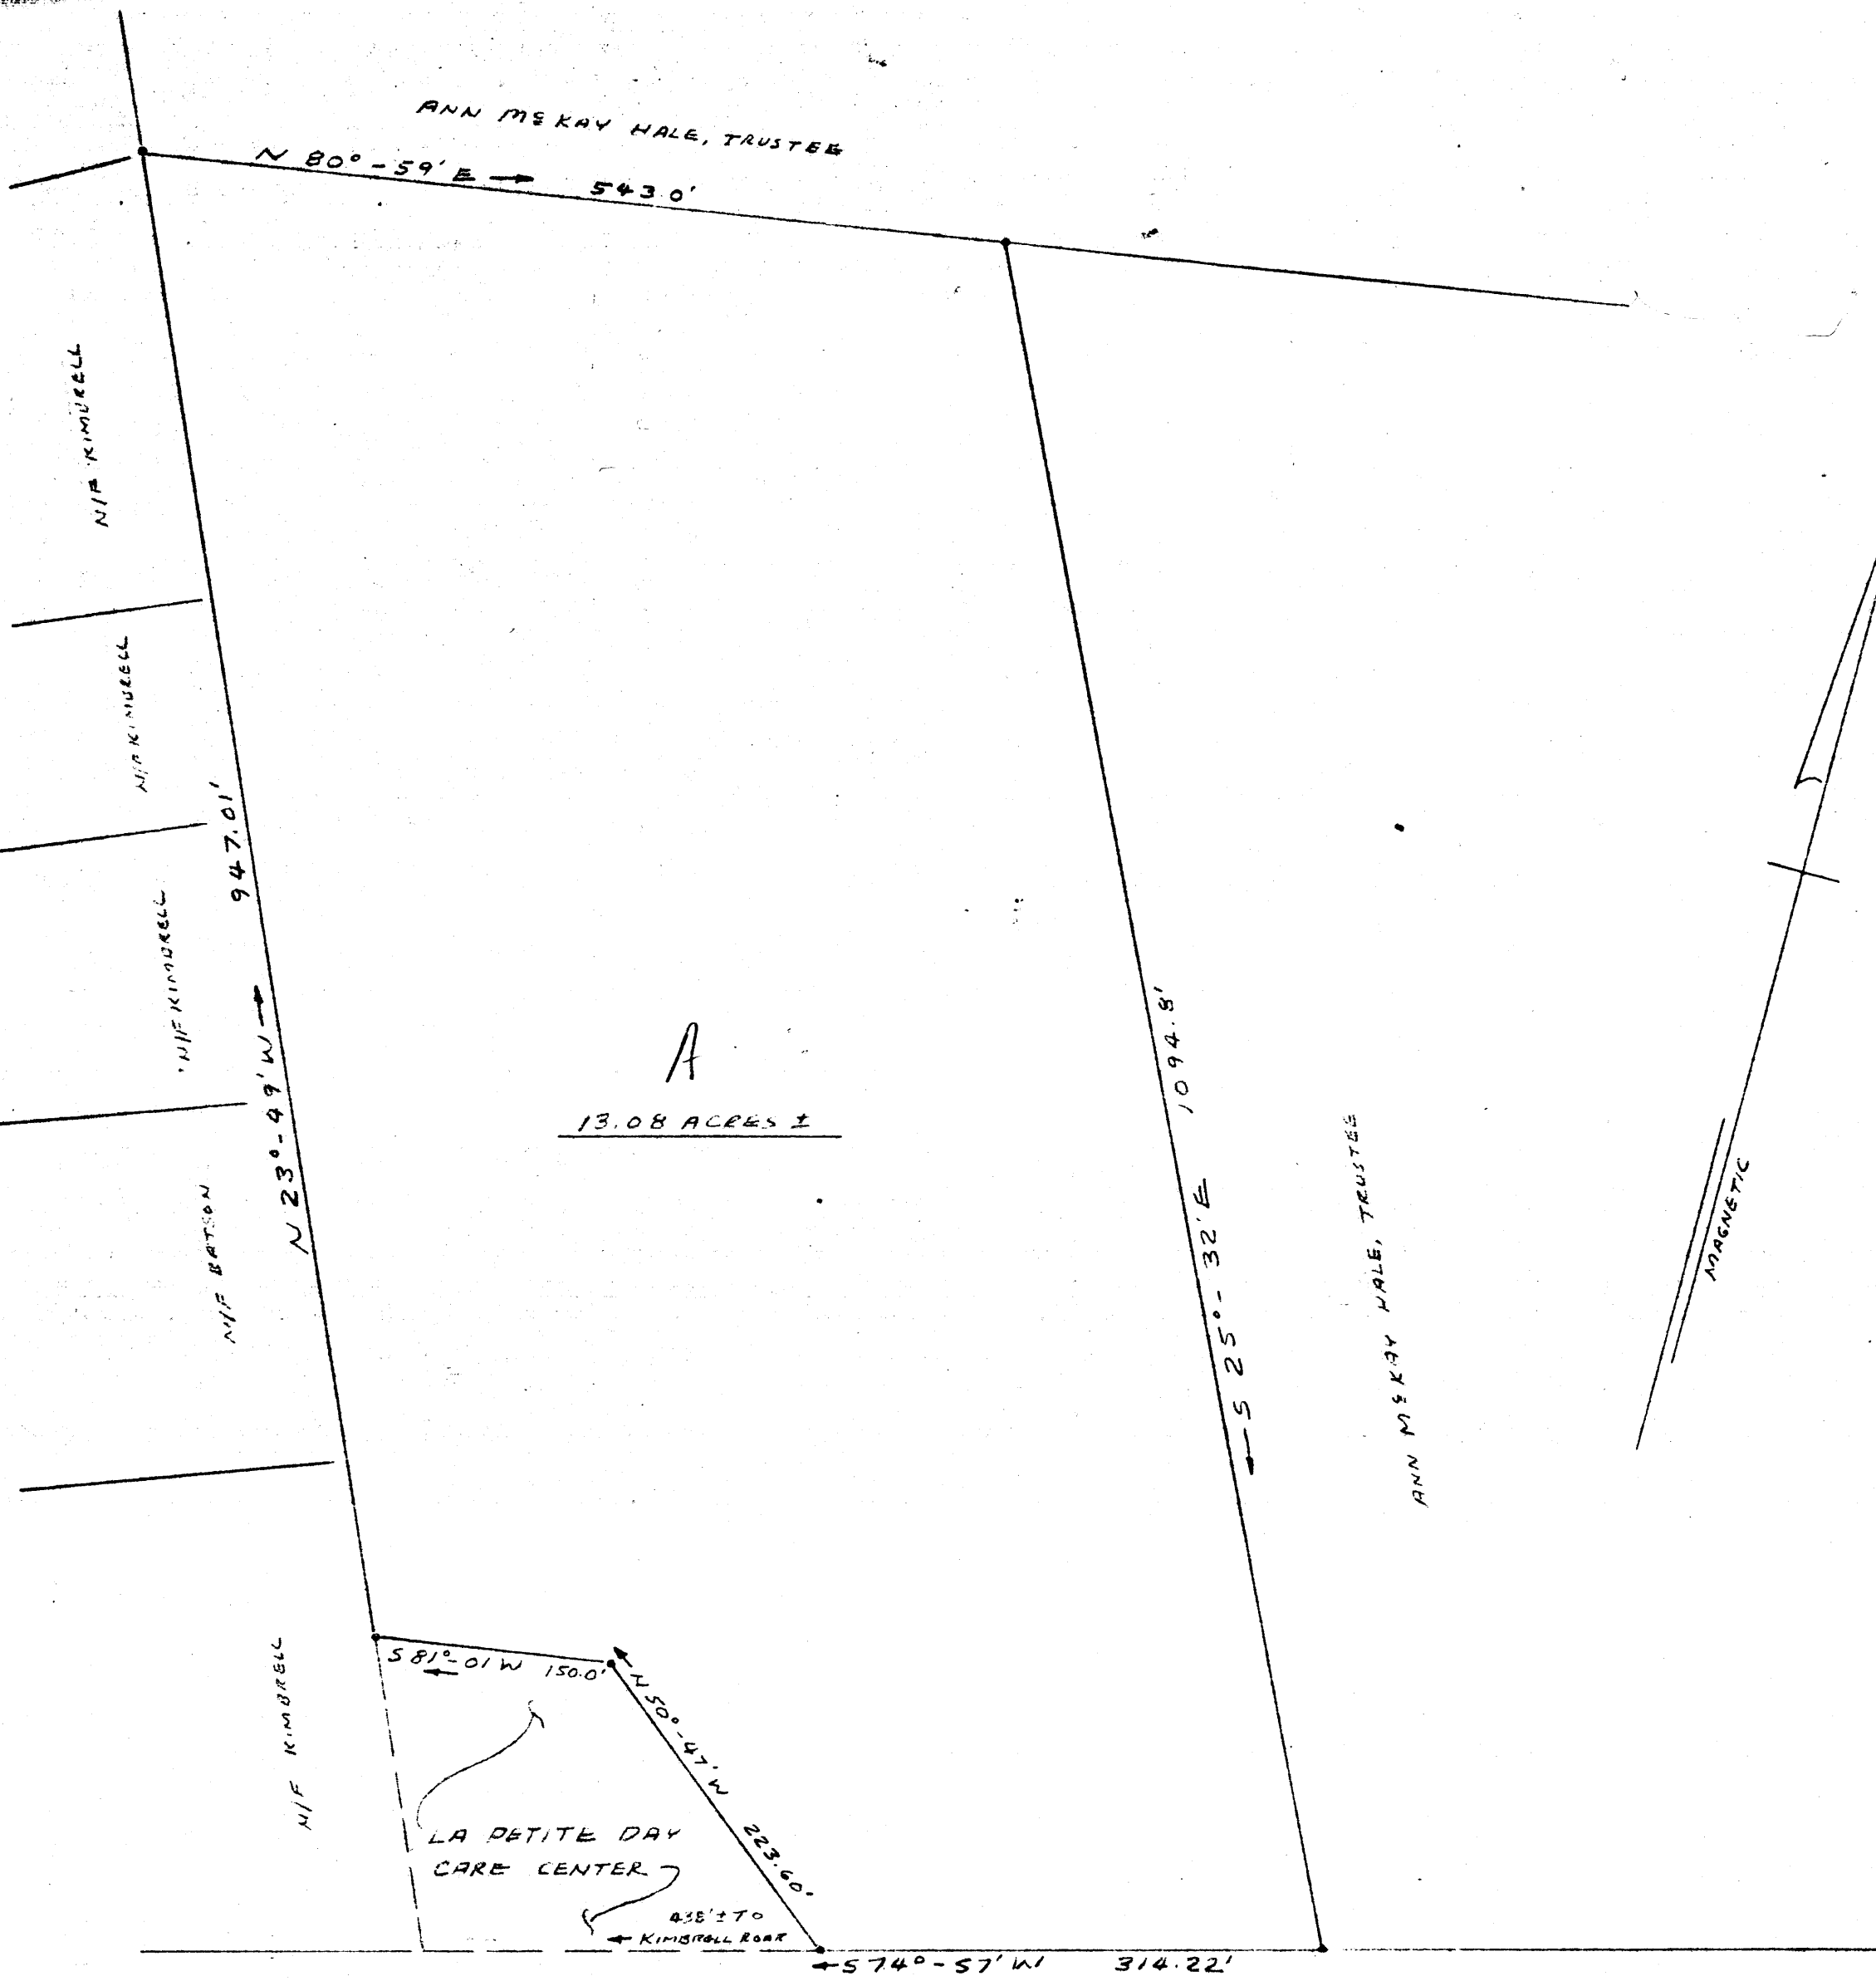 ANN McKAY HALE, TRUSTEE
N 80° - 59' E → 543.0'
N/F KIMBRELL
N/F KIMBRELL
947.01'
N/F KIMBRELL
N 23° - 49' W →
A
13.08 ACRES ±
1094.8'
← S 25° - 32' E
ANN McKAY HALE, TRUSTEE
MAGNETIC
N/F BATSON
S 81° - 01 W 150.0'
←
N 50° - 47' W 223.60'
N/F KIMBRELL
LA PETITE DAY
CARE CENTER
438' ± TO
← KIMBRELL ROAD
← S 74° - 57' W 314.22'